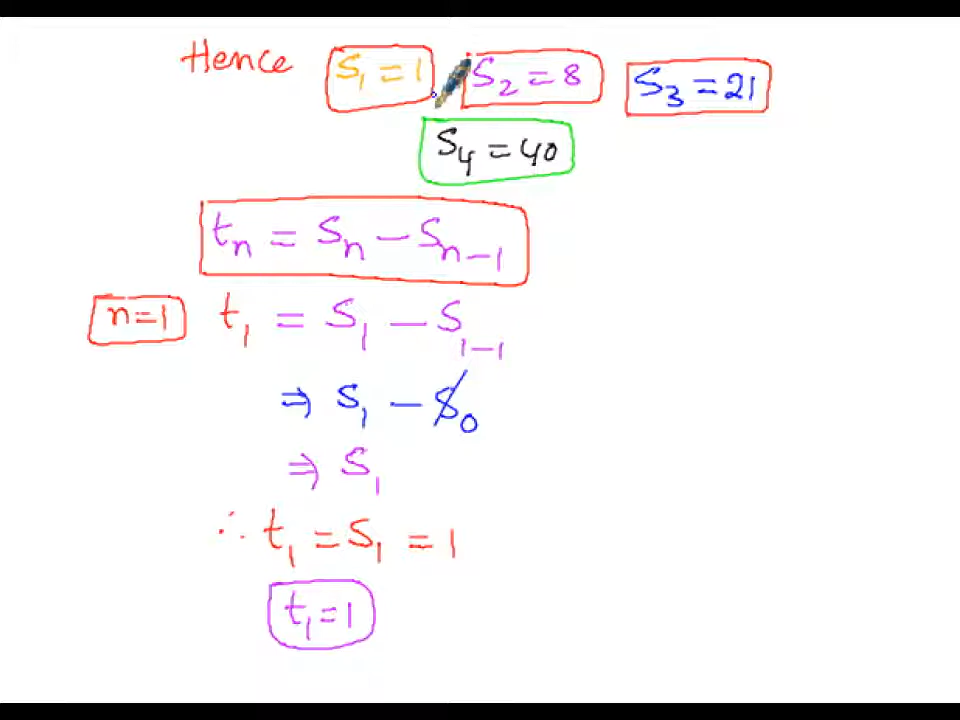 Hence S₁ = 1 S₂ = 8 S₃ = 21
S₄ = 40
tₙ = Sₙ − Sₙ₋₁
n=1 t₁ = S₁ − S₁₋₁
⇒ S₁ − S₀
⇒ S₁
∴ t₁ = S₁ = 1
t₁ = 1